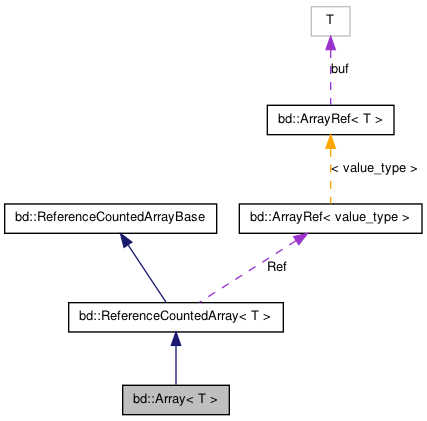 T
buf
bd::ArrayRef< T >
< value_type >
bd::ReferenceCountedArrayBase
bd::ArrayRef< value_type >
Ref
bd::ReferenceCountedArray< T >
bd::Array< T >